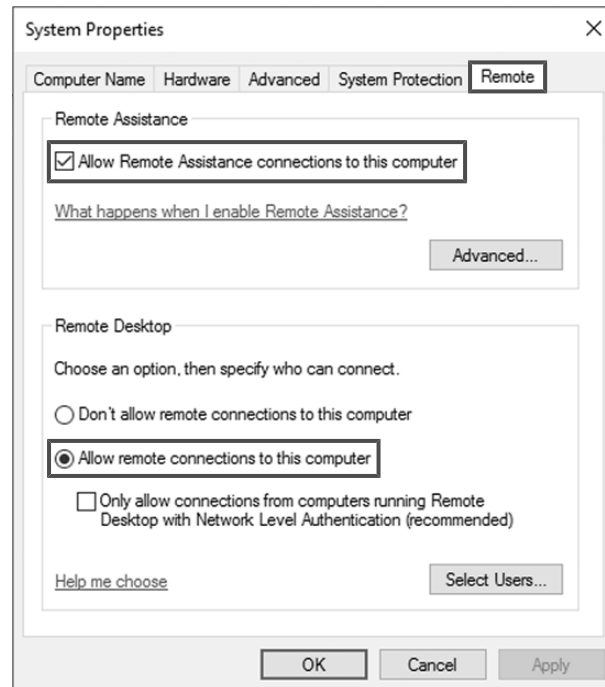 System Properties
Computer Name Hardware Advanced System Protection Remote
Remote Assistance
Allow Remote Assistance connections to this computer
What happens when I enable Remote Assistance?
Advanced...
Remote Desktop
Choose an option, then specify who can connect.
Don't allow remote connections to this computer
Allow remote connections to this computer
Only allow connections from computers running Remote
Desktop with Network Level Authentication (recommended)
Help me choose Select Users...
OK Cancel Apply